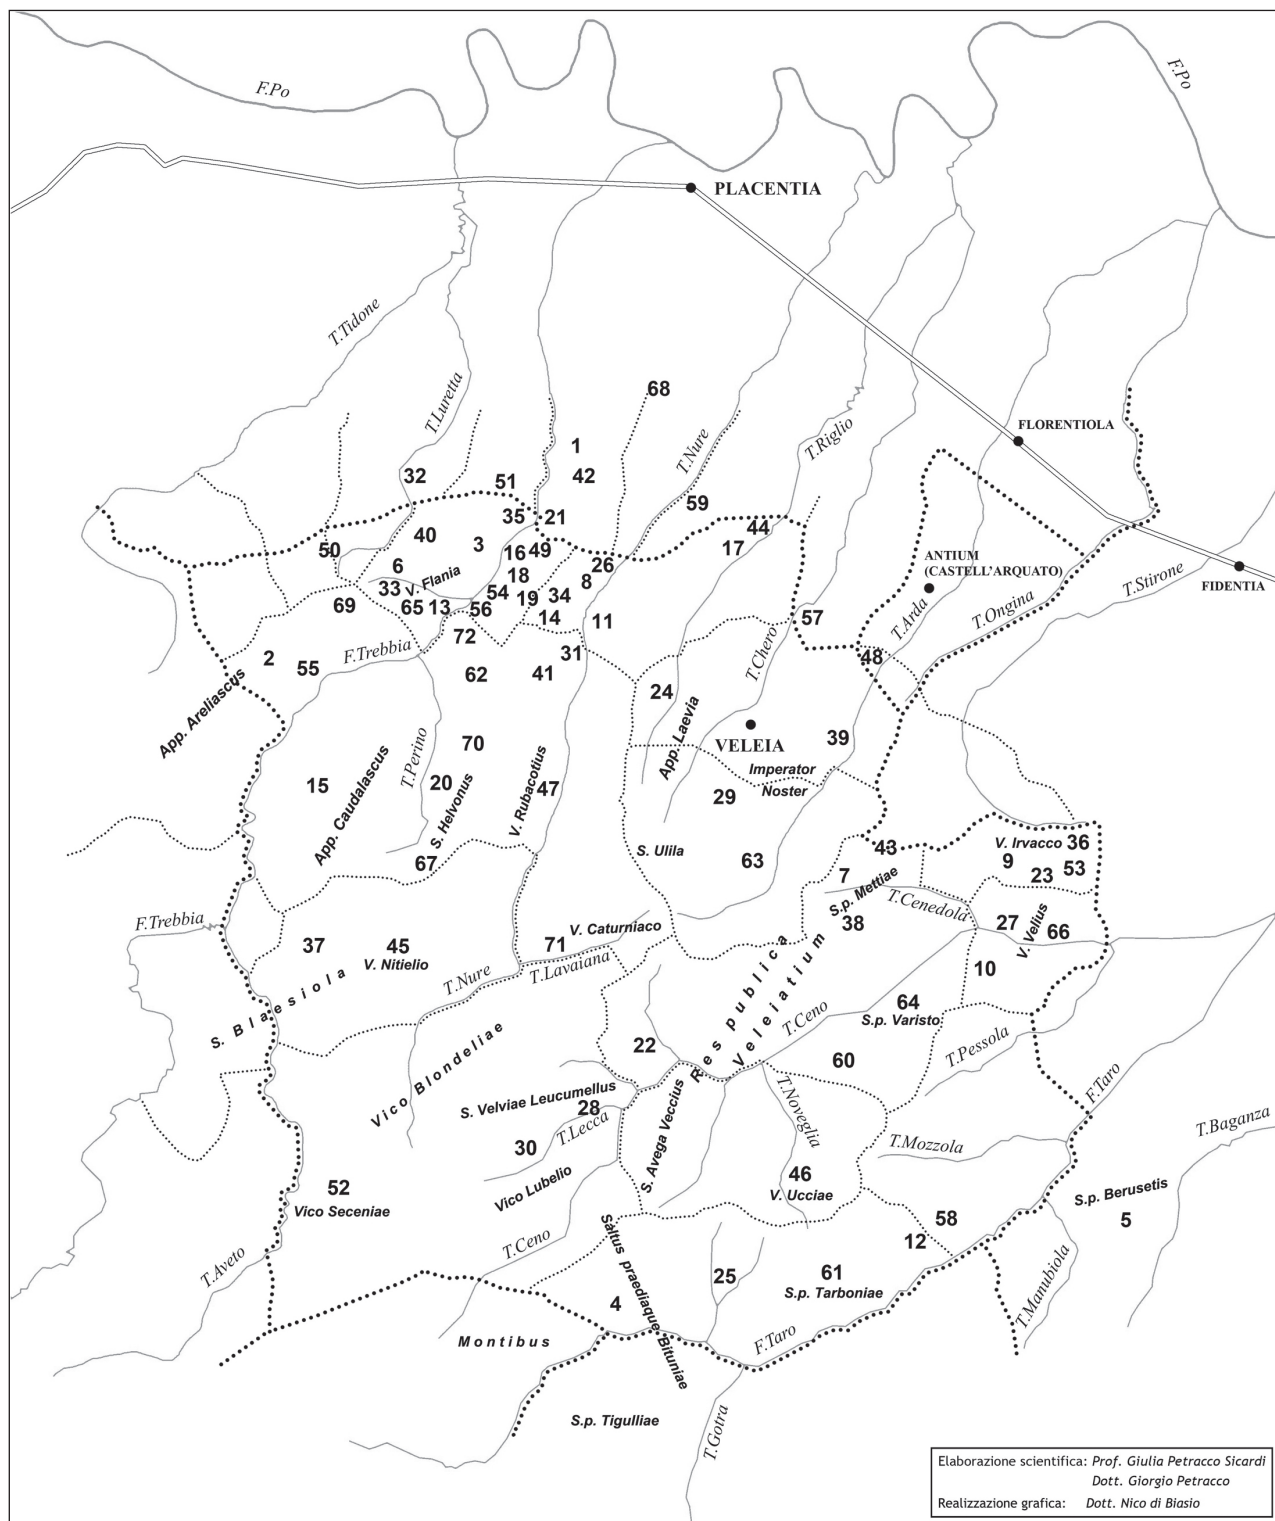 F.Po
F.Po
PLACENTIA
T.Tidone
T.Luretta
68
T.Nure
T.Riglio
FLORENTIOLA
1
32
42
51
59
35
21
44
40
3
50
16
49
17
ANTIUM
(CASTELL'ARQUATO)
6
26
V. Flania
18
8
T.Stirone
FIDENTIA
33
54
19
34
69
65
13
56
14
11
57
T.Arda
T.Ongina
72
2
55
F.Trebbia
31
T.Chero
48
62
41
24
App. Areliascus
App. Laevia
70
VELEIA
39
15
App. Caudalascus
T.Perino
20
S. Helvonus
V. Rubacotius
47
Imperator
29
Noster
S. Ulila
67
63
7
43
V. Irvacco
36
9
53
23
S.p. Mettiae
T.Cenedola
F.Trebbia
37
45
V. Nitielio
71
V. Caturniaco
38
27
66
V. Velius
T.Nure
T.Lavaiana
10
S. Blaesiola
Res publica
Veleiatium
64
S.p. Varisto
T.Ceno
22
T.Pessola
60
Vico Blondeliae
S. Velviae Leucumellus
28
T.Noveglia
F.Taro
T.Baganza
30
T.Lecca
S. Avega Veccius
T.Mozzola
52
Vico Seceniae
Vico Lubelio
46
V. Ucciae
S.p. Berusetis
5
58
12
T.Aveto
T.Ceno
Saltus praediaque Bituniae
25
61
S.p. Tarboniae
T.Manubiola
4
Montibus
F.Taro
S.p. Tigulliae
T.Gotra
Elaborazione scientifica: Prof. Giulia Petracco Sicardi
Dott. Giorgio Petracco
Realizzazione grafica: Dott. Nico di Biasio